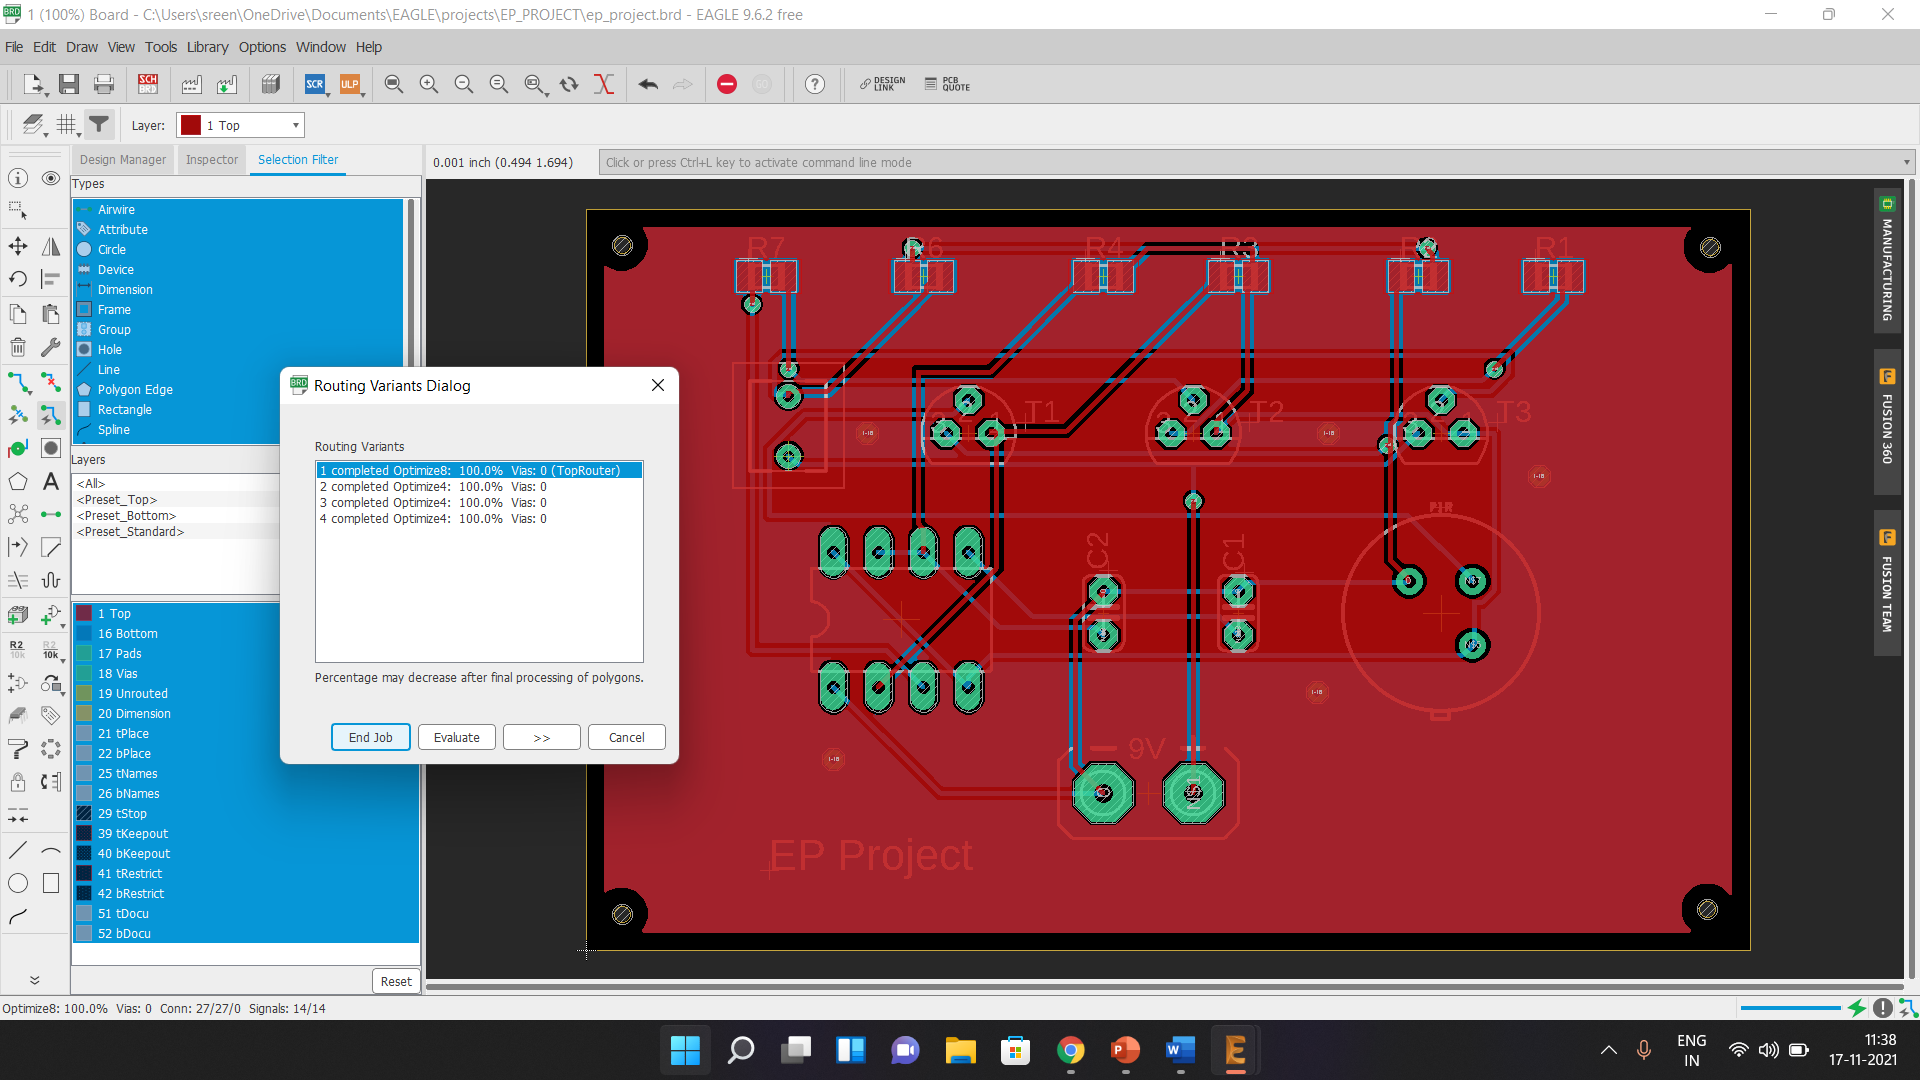 1 (100%) Board - C:\Users\sreen\OneDrive\Documents\EAGLE\projects\EP_PROJECT\ep_project.brd - EAGLE 9.6.2 free
File Edit Draw View Tools Library Options Window Help
SCH BRD SCR ULP GO DESIGN LINK PCB QUOTE
Layer: 1 Top
Design Manager Inspector Selection Filter
0.001 inch (0.494 1.694) Click or press Ctrl+L key to activate command line mode
Types
Airwire
Attribute
Circle
Device
Dimension
Frame
Group
Hole
Line
Polygon Edge
Rectangle
Spline
Layers
<All>
<Preset_Top>
<Preset_Bottom>
<Preset_Standard>
1 Top
16 Bottom
17 Pads
18 Vias
19 Unrouted
20 Dimension
21 tPlace
22 bPlace
25 tNames
26 bNames
29 tStop
39 tKeepout
40 bKeepout
41 tRestrict
42 bRestrict
51 tDocu
52 bDocu
Reset
Routing Variants Dialog
Routing Variants
1 completed Optimize8: 100.0% Vias: 0 (TopRouter)
2 completed Optimize4: 100.0% Vias: 0
3 completed Optimize4: 100.0% Vias: 0
4 completed Optimize4: 100.0% Vias: 0
Percentage may decrease after final processing of polygons.
End Job Evaluate >> Cancel
R7 R4 R1
T1 T2 T3
PIR
C2 C1
9V
EP Project
MANUFACTURING
FUSION 360
FUSION TEAM
Optimize8: 100.0% Vias: 0 Conn: 27/27/0 Signals: 14/14
ENG
IN
11:38
17-11-2021